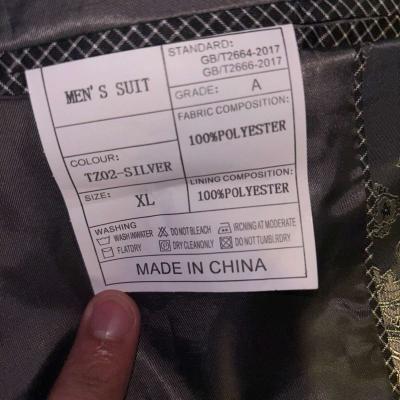 MEN'S SUIT
STANDARD:
GB/T2664-2017
GB/T2666-2017
GRADE: A
FABRIC COMPOSITION:
100%POLYESTER
COLOUR:
TZ02-SILVER
SIZE: XL
LINING COMPOSITION:
100%POLYESTER
WASHING
WASH INWATER DO NOT BLEACH IRCNING AT MODERATE
FLATDRY DRY CLEANONLY DO NOT TUMBLRDRY
MADE IN CHINA